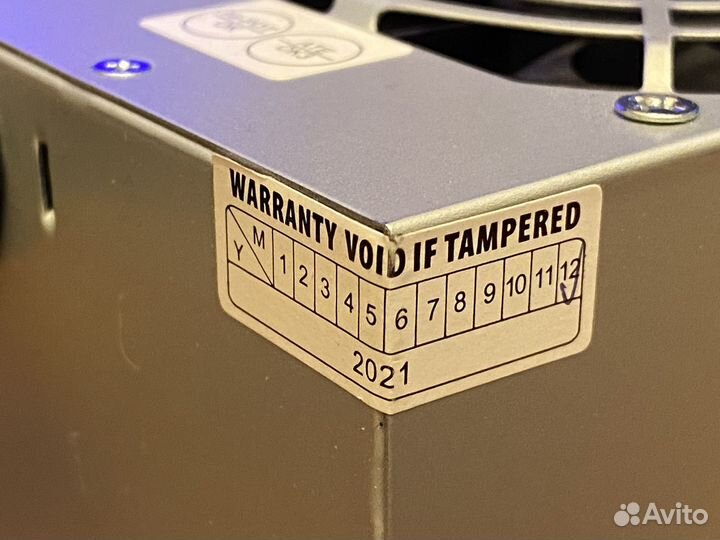 WARRANTY VOID IF TAMPERED
M
Y
1 2 3 4 5 6 7 8 9 10 11 12
2021
Avito